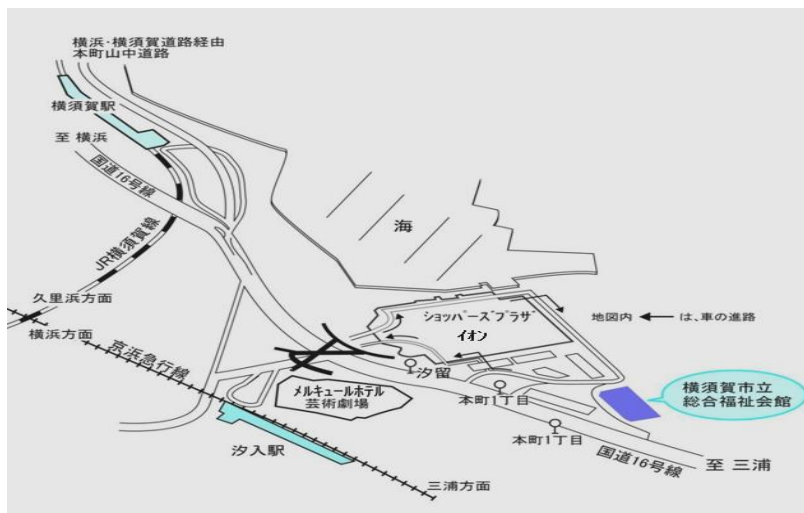 横浜・横須賀道路経由
本町山中道路
横須賀駅
至 横浜
国道16号線
JR横須賀線
久里浜方面
横浜方面
京浜急行線
海
ショッパーズプラザ
イオン
地図内 ← は、車の進路
汐留
メルキュールホテル
芸術劇場
本町1丁目
横須賀市立
総合福祉会館
本町1丁目
汐入駅
国道16号線
至 三浦
三浦方面